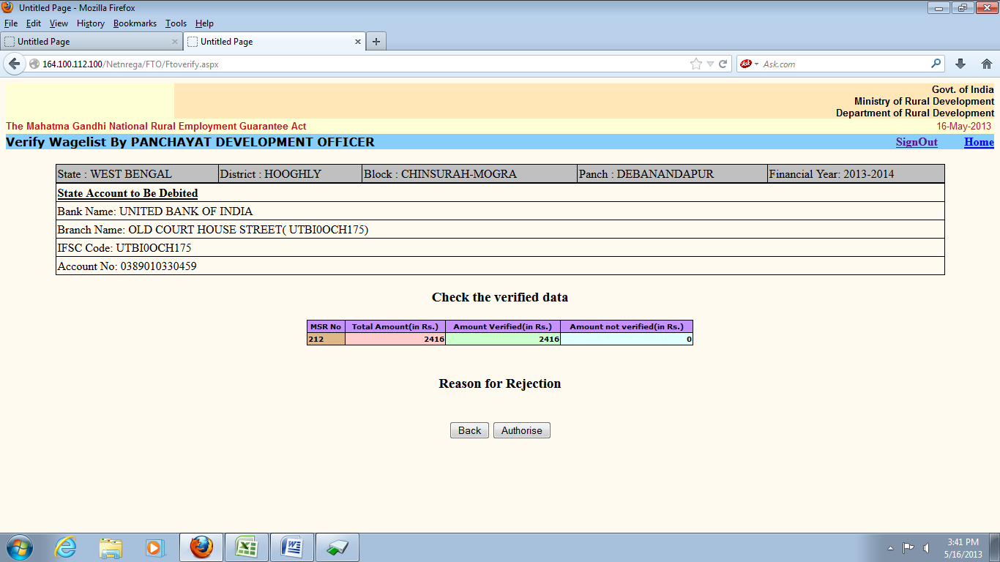 Untitled Page - Mozilla Firefox
File Edit View History Bookmarks Tools Help
Untitled Page × Untitled Page × +
164.100.112.100/Netnrega/FTO/Ftoverify.aspx Ask Ask.com
Govt. of India
Ministry of Rural Development
Department of Rural Development
The Mahatma Gandhi National Rural Employment Guarantee Act 16-May-2013
Verify Wagelist By PANCHAYAT DEVELOPMENT OFFICER SignOut Home
State : WEST BENGAL District : HOOGHLY Block : CHINSURAH-MOGRA Panch : DEBANANDAPUR Financial Year: 2013-2014
State Account to Be Debited
Bank Name: UNITED BANK OF INDIA
Branch Name: OLD COURT HOUSE STREET( UTBI0OCH175)
IFSC Code: UTBI0OCH175
Account No: 0389010330459
Check the verified data
MSR No Total Amount(in Rs.) Amount Verified(in Rs.) Amount not verified(in Rs.)
212 2416 2416 0
Reason for Rejection
Back Authorise
3:41 PM
5/16/2013